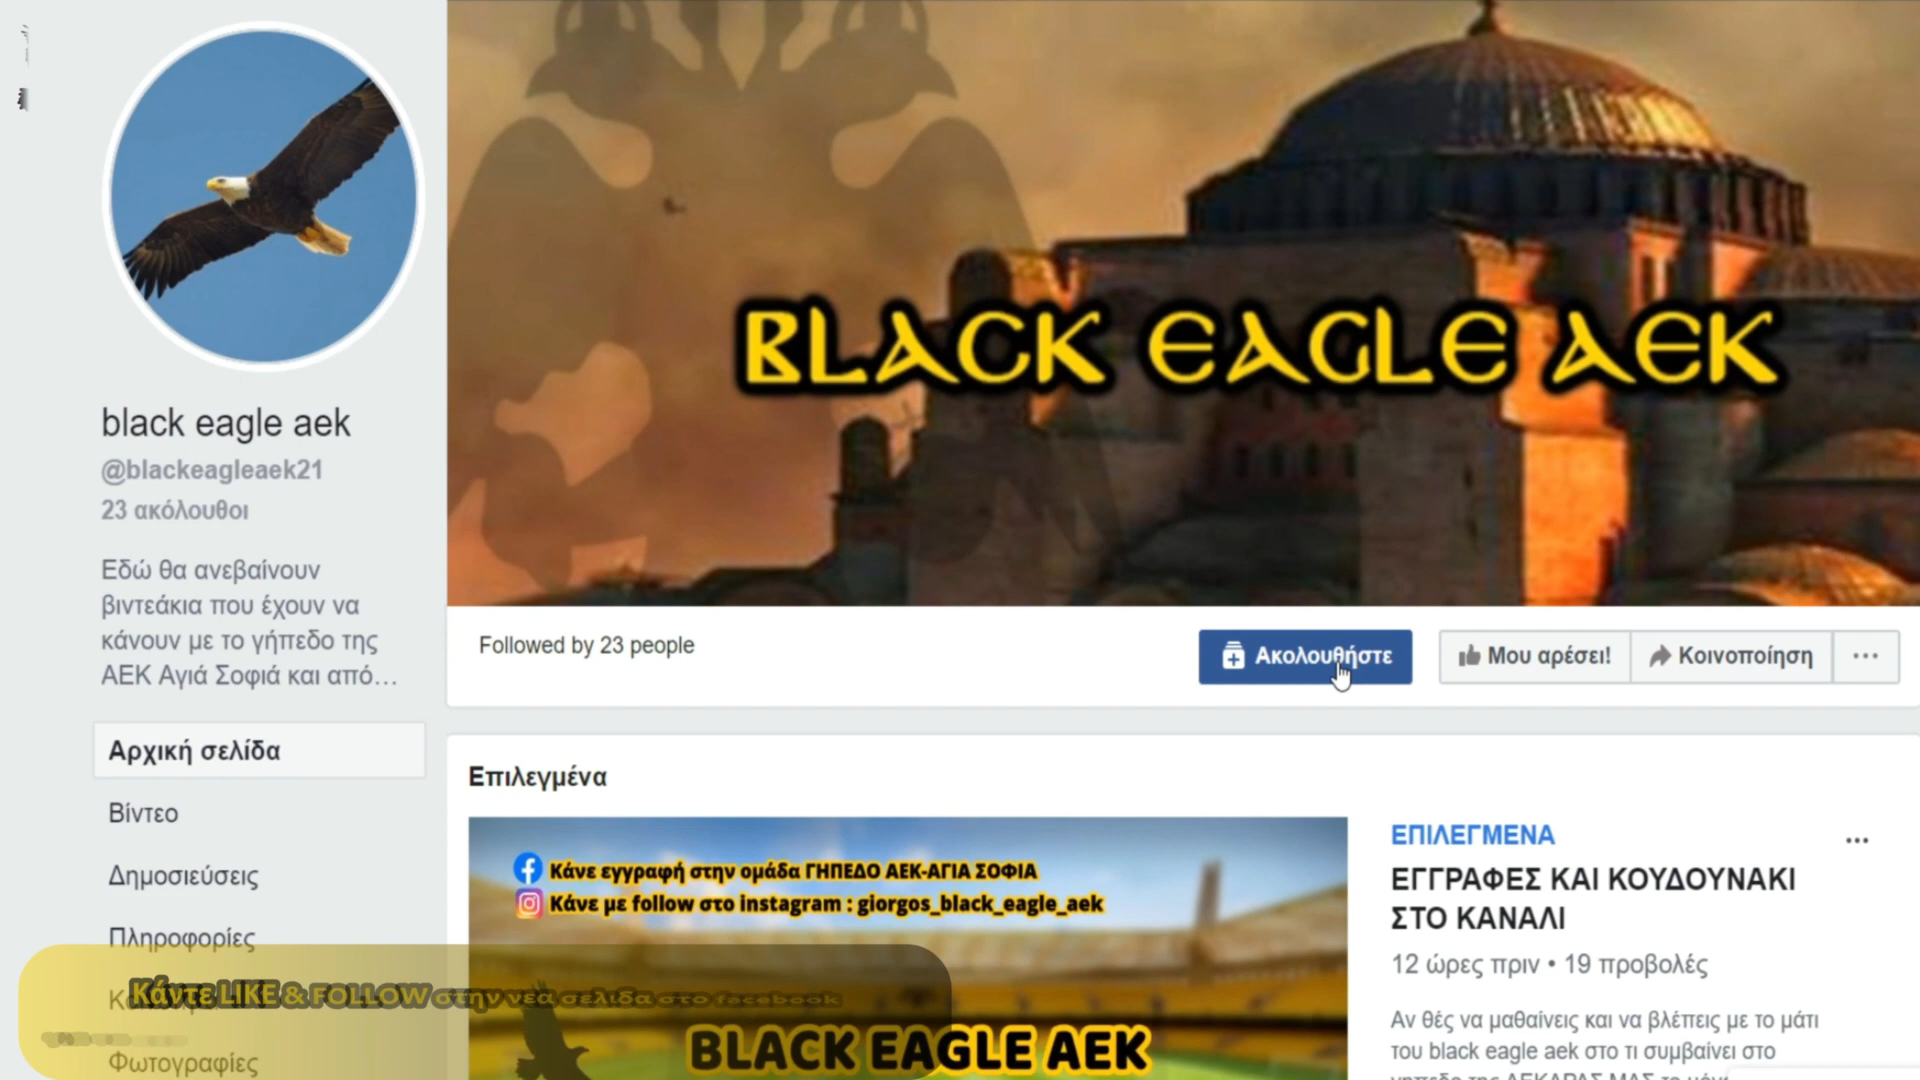 BLACK EAGLE AEK
black eagle aek
@blackeagleaek21
23 ακόλουθοι
Εδώ θα ανεβαίνουν
βιντεάκια που έχουν να
κάνουν με το γήπεδο της
ΑΕΚ Αγιά Σοφιά και από…
Followed by 23 people
Ακολουθήστε
Μου αρέσει!
Κοινοποίηση
Αρχική σελίδα
Βίντεο
Δημοσιεύσεις
Πληροφορίες
Φωτογραφίες
Επιλεγμένα
Κάνε εγγραφή στην ομάδα ΓΗΠΕΔΟ ΑΕΚ-ΑΓΙΑ ΣΟΦΙΑ
Κάνε με follow στο instagram : giorgos_black_eagle_aek
BLACK EAGLE AEK
Κάντε LIKE & FOLLOW στην νέα σελίδα στο facebook
ΕΠΙΛΕΓΜΕΝΑ
ΕΓΓΡΑΦΕΣ ΚΑΙ ΚΟΥΔΟΥΝΑΚΙ
ΣΤΟ ΚΑΝΑΛΙ
12 ώρες πριν • 19 προβολές
Αν θές να μαθαίνεις και να βλέπεις με το μάτι
του black eagle aek στο τι συμβαίνει στο